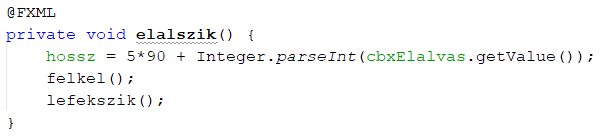 @FXML
private void elalszik() {
hossz = 5*90 + Integer.parseInt(cbxElalvas.getValue());
felkel();
lefekszik();
}